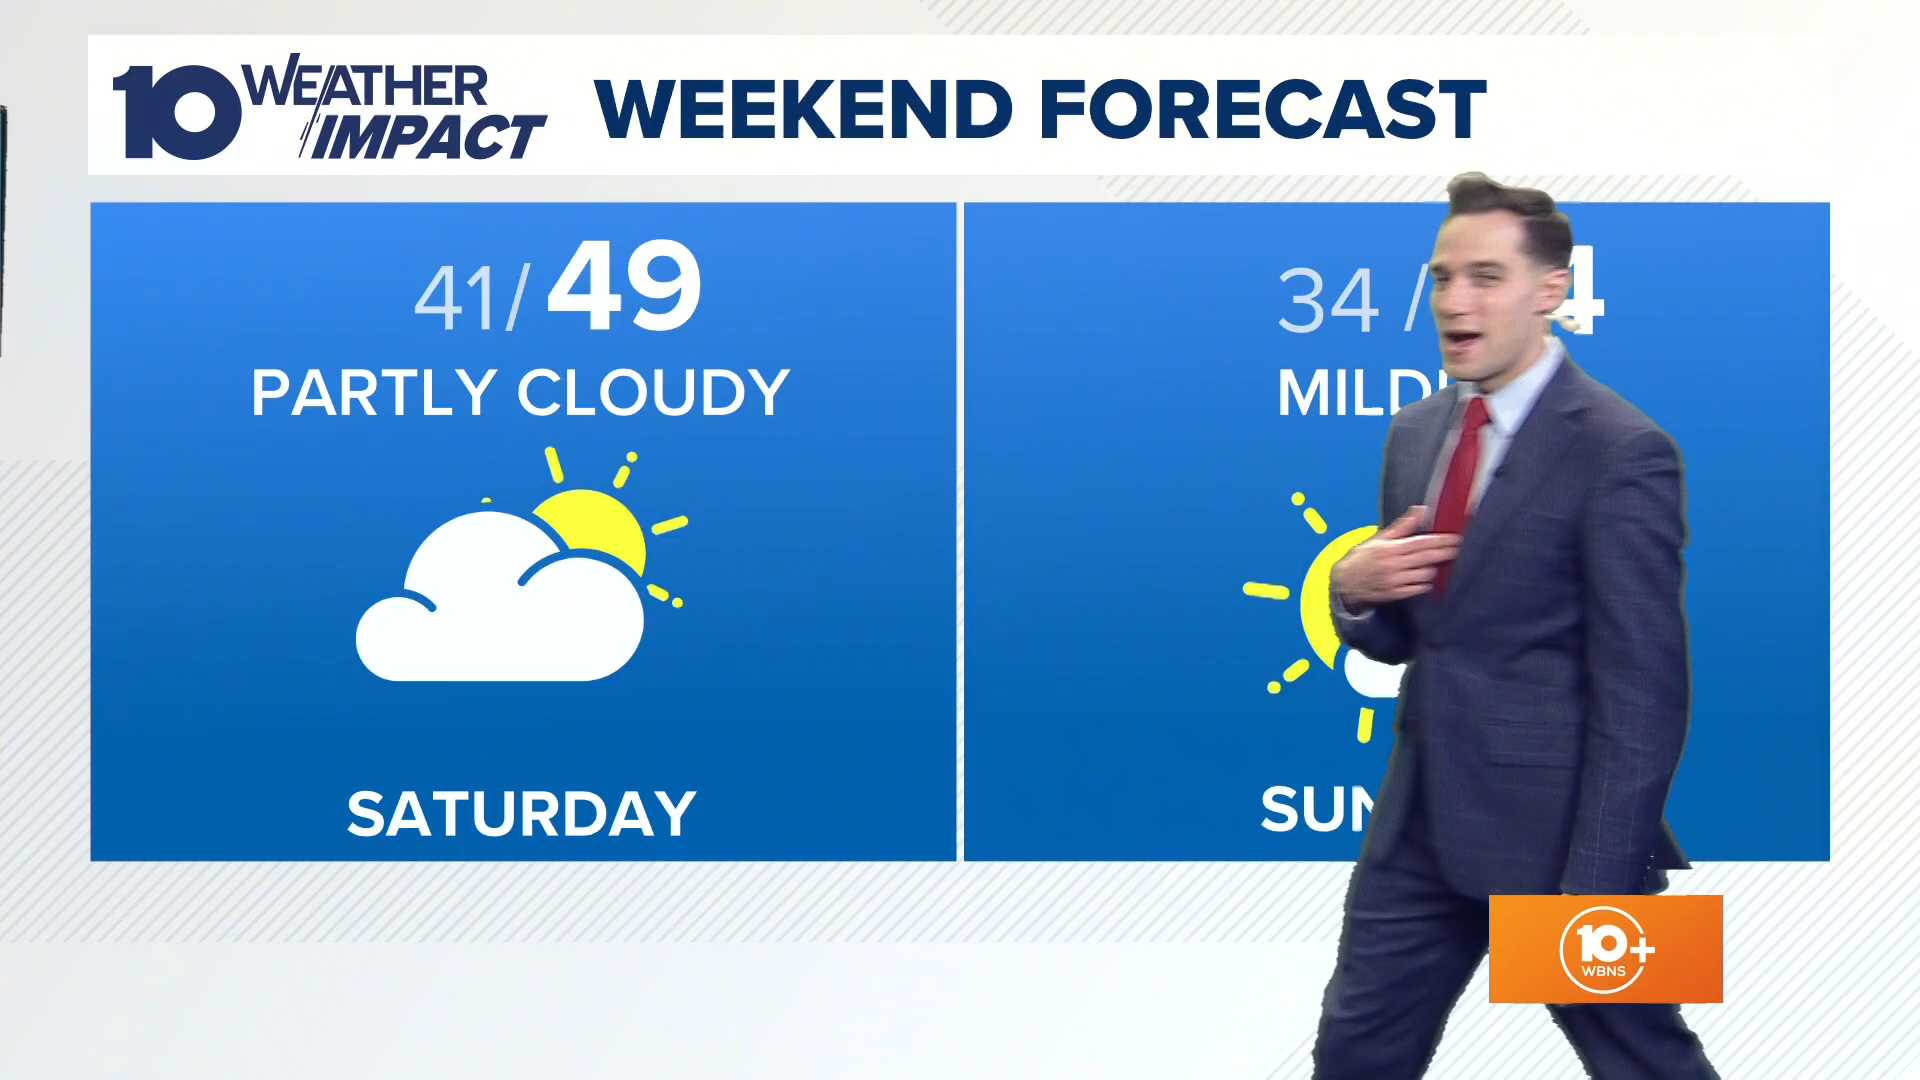 10 WEATHER IMPACT
WEEKEND FORECAST
41/49
PARTLY CLOUDY
SATURDAY
34 /
10+
WBNS